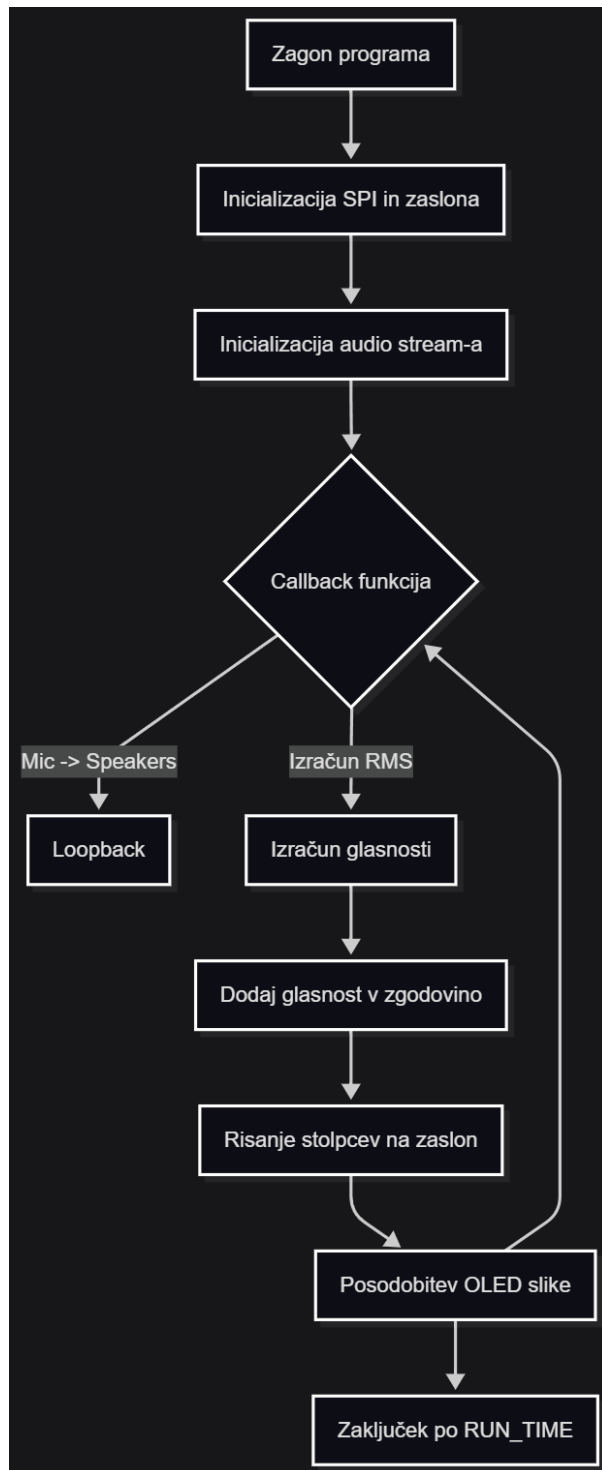 Zagon programa
Inicializacija SPI in zaslona
Inicializacija audio stream-a
Callback funkcija
Mic -> Speakers
Izračun RMS
Loopback
Izračun glasnosti
Dodaj glasnost v zgodovino
Risanje stolpcev na zaslon
Posodobitev OLED slike
Zaključek po RUN_TIME